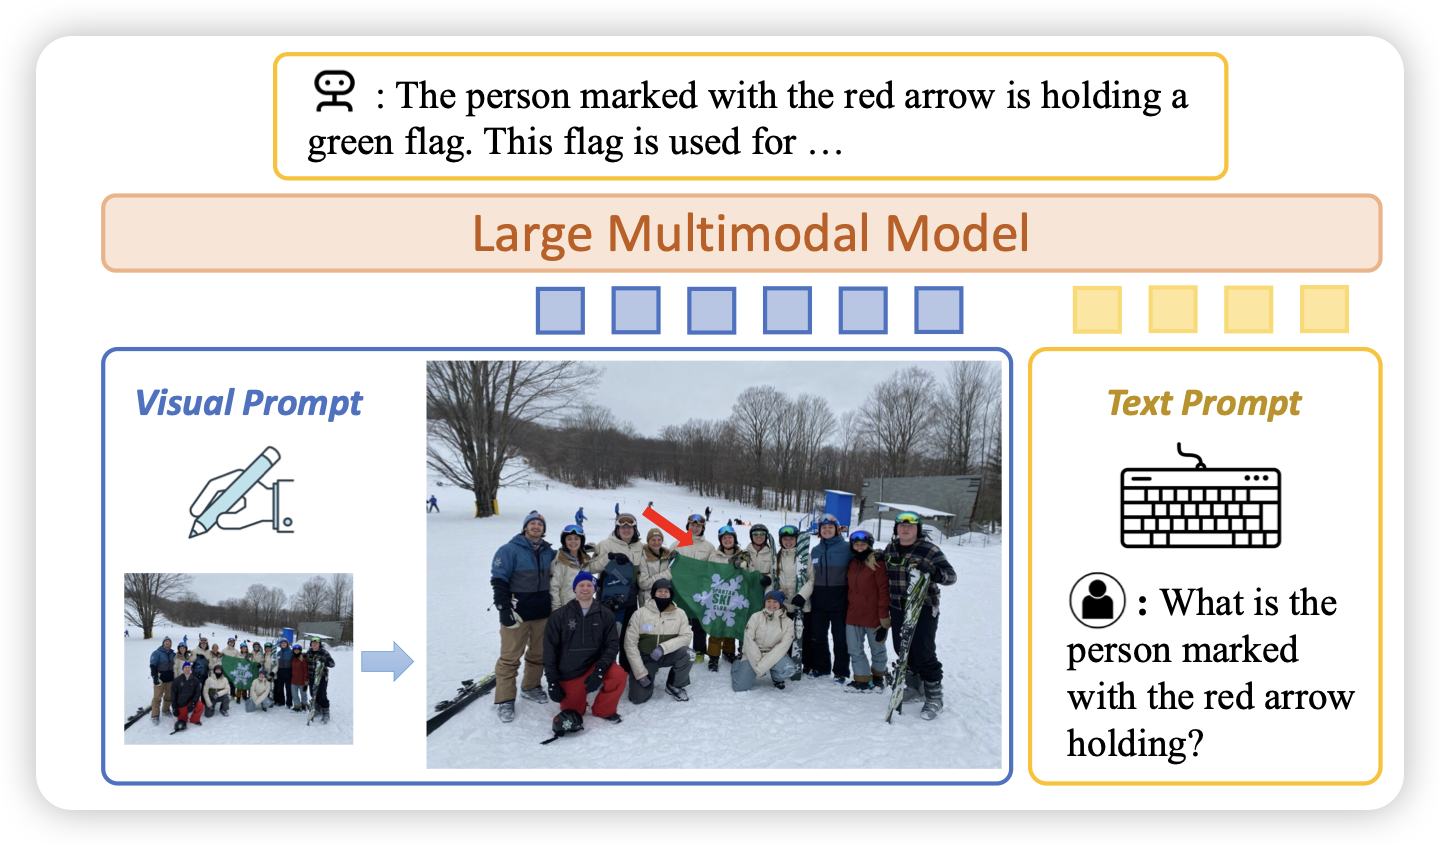 : The person marked with the red arrow is holding a
green flag. This flag is used for …
Large Multimodal Model
Visual Prompt
SPARTAN
SKI
CLUB
Text Prompt
: What is the
person marked
with the red arrow
holding?